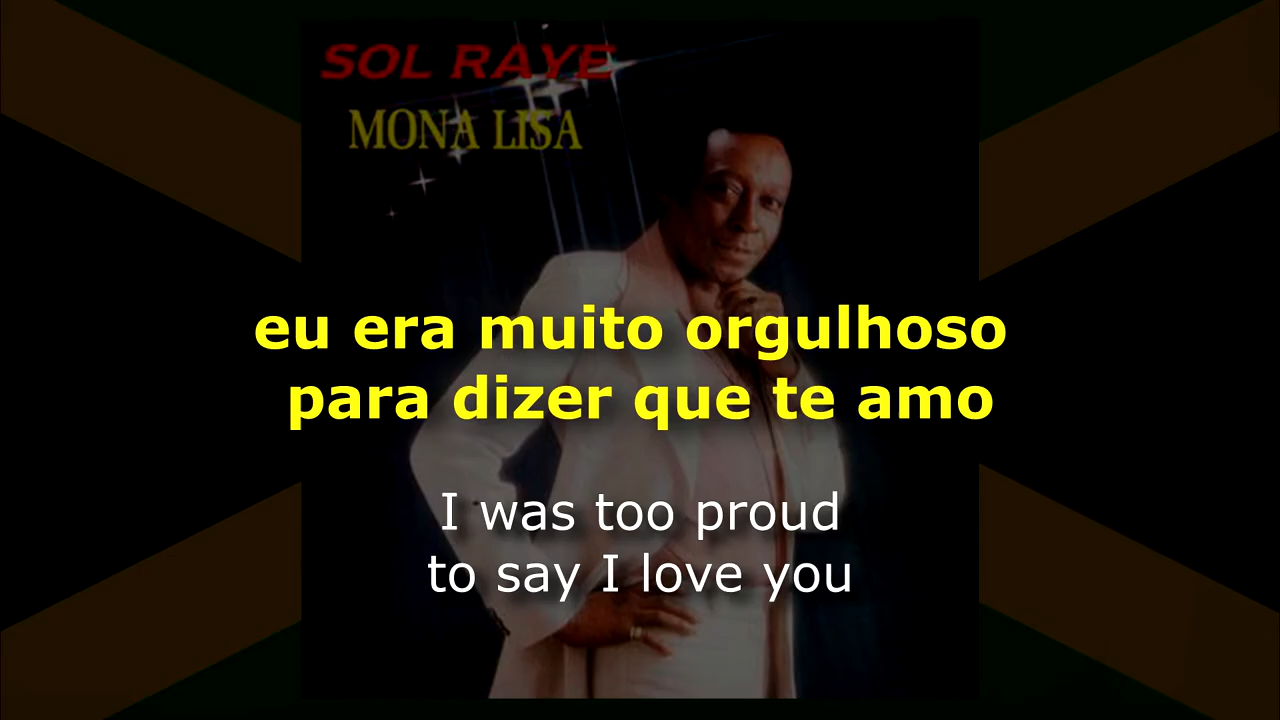 SOL RAYE
MONA LISA
eu era muito orgulhoso
para dizer que te amo
I was too proud
to say I love you